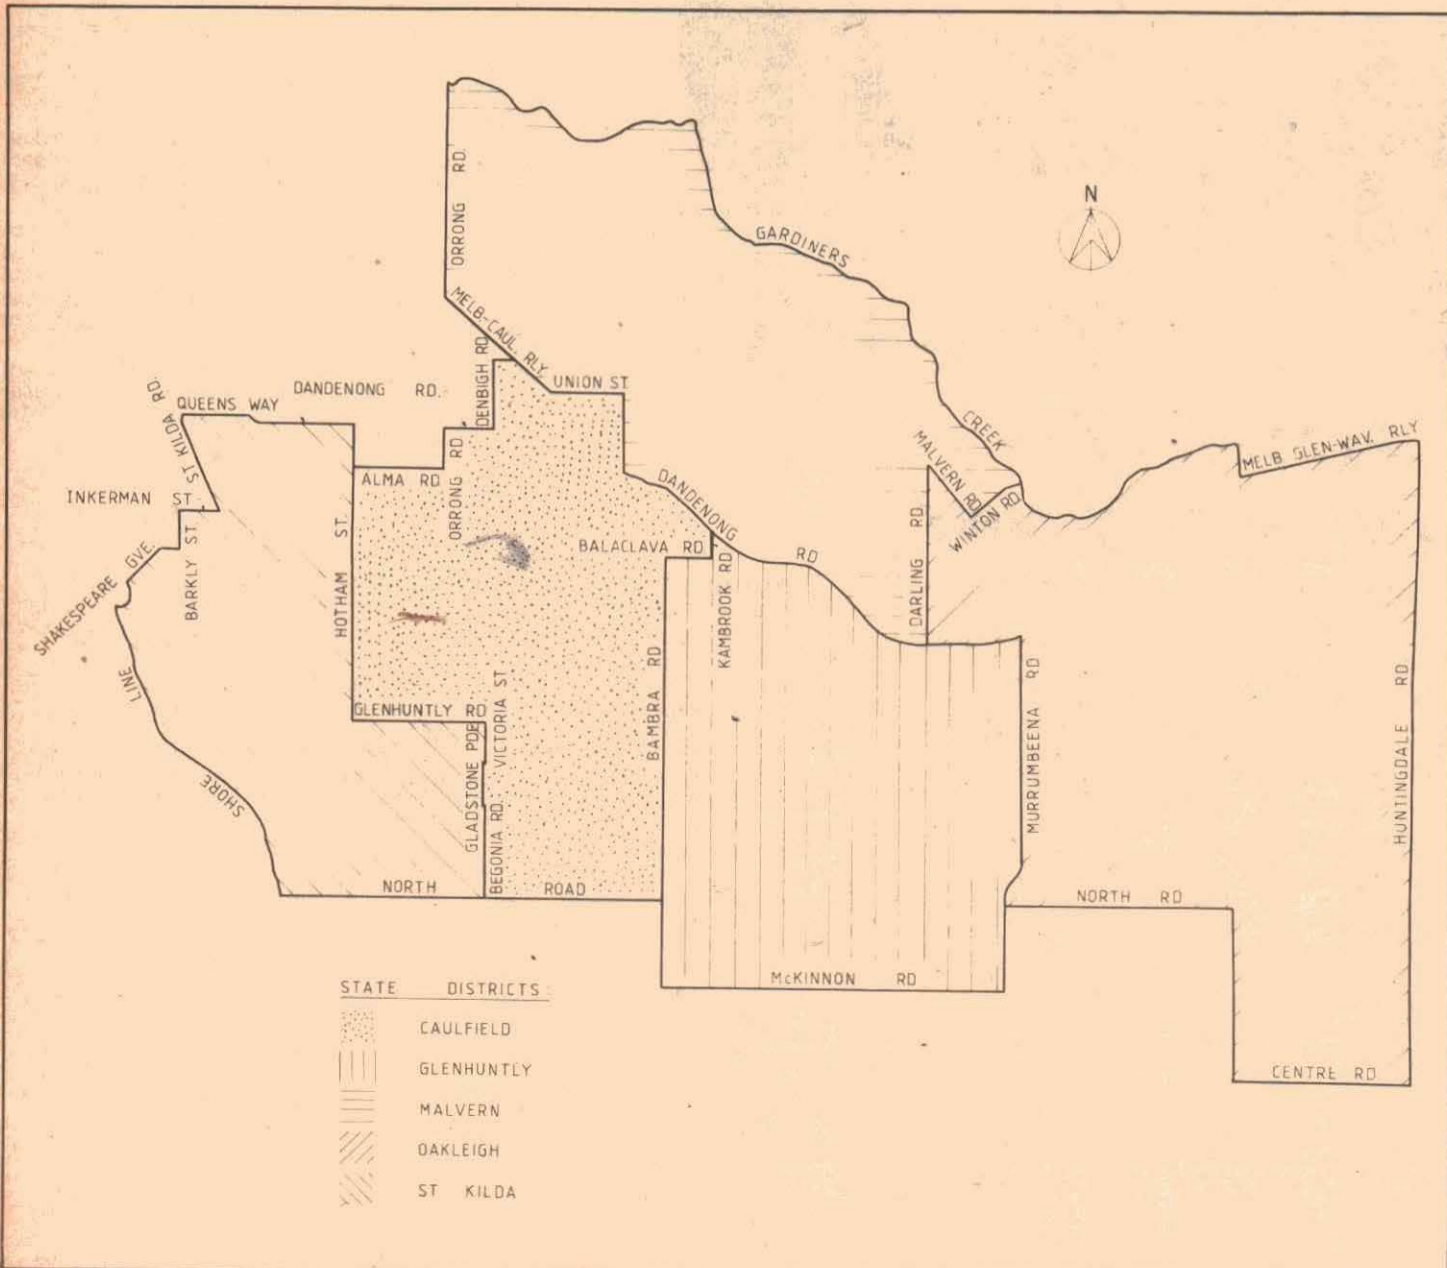 N
ORRONG RD.
GARDINERS
MELB.-CAUL. RLY
DENBIGH RD.
UNION ST.
DANDENONG RD.
QUEENS WAY
ST KILDA RD.
CREEK
MALVERN RD
WINTON RD.
MELB GLEN-WAV. RLY
INKERMAN ST.
ALMA RD
ORRONG RD
DANDENONG RD
BALACLAVA RD
KAMBROOK RD
DARLING RD
SHAKESPEARE GVE.
BARKLY ST
HOTHAM ST.
SHORE LINE
GLENHUNTLY RD
GLADSTONE PDE
VICTORIA ST
BEGONIA RD.
BAMBRA RD
MURRUMBEENA RD
HUNTINGDALE RD
NORTH ROAD
NORTH RD
McKINNON RD
CENTRE RD
STATE DISTRICTS:
CAULFIELD
GLENHUNTLY
MALVERN
OAKLEIGH
ST KILDA